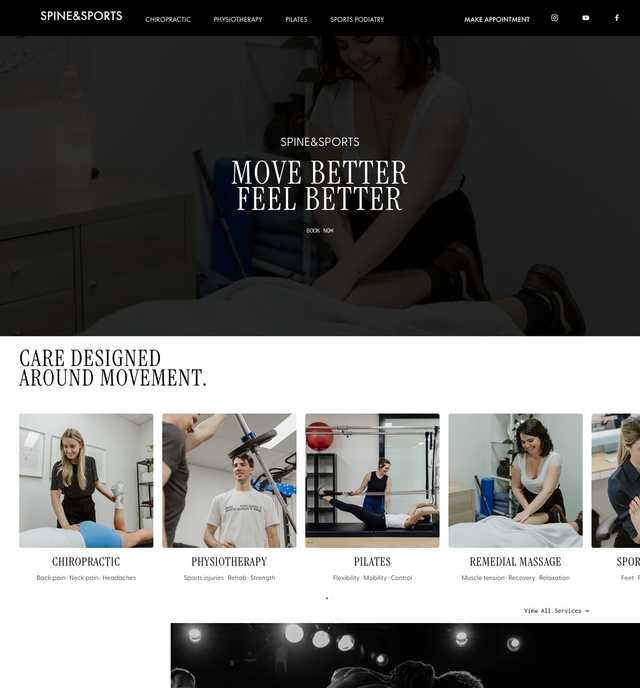 SPINE&SPORTS
CHIROPRACTIC
PHYSIOTHERAPY
PILATES
SPORTS PODIATRY
MAKE APPOINTMENT
SPINE&SPORTS
MOVE BETTER
FEEL BETTER
BOOK NOW
CARE DESIGNED
AROUND MOVEMENT.
CHIROPRACTIC
Back pain · Neck pain · Headaches
PHYSIOTHERAPY
Sports injuries · Rehab · Strength
PILATES
Flexibility · Mobility · Control
REMEDIAL MASSAGE
Muscle tension · Recovery · Relaxation
SPOR
Feet
View All Services →